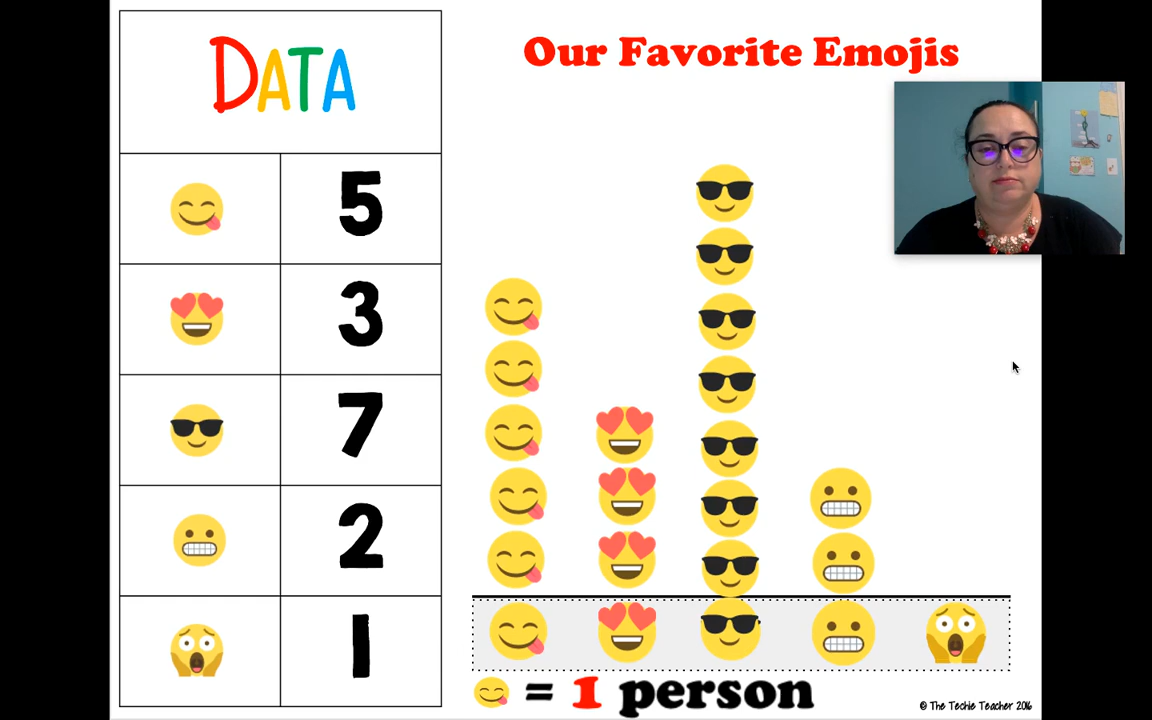 DATA
Our Favorite Emojis
5
3
7
2
1
= 1 person
© The Techie Teacher 2016